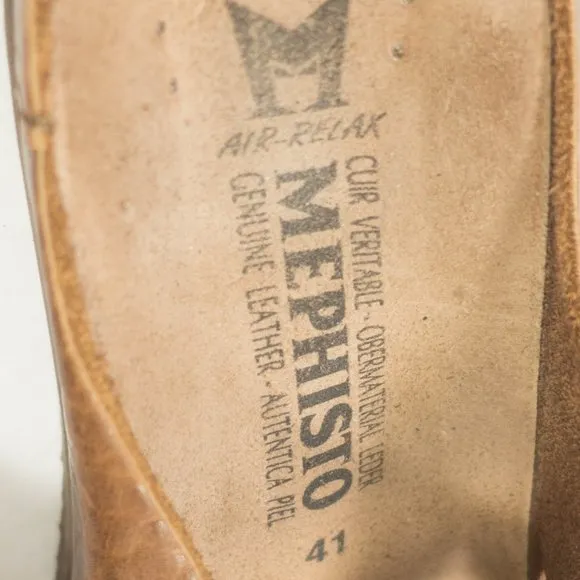 M
AIR-RELAX
CUIR VERITABLE - OBERMATERIAL LEDER
MEPHISTO
GENUINE LEATHER - AUTENTICA PIEL
41